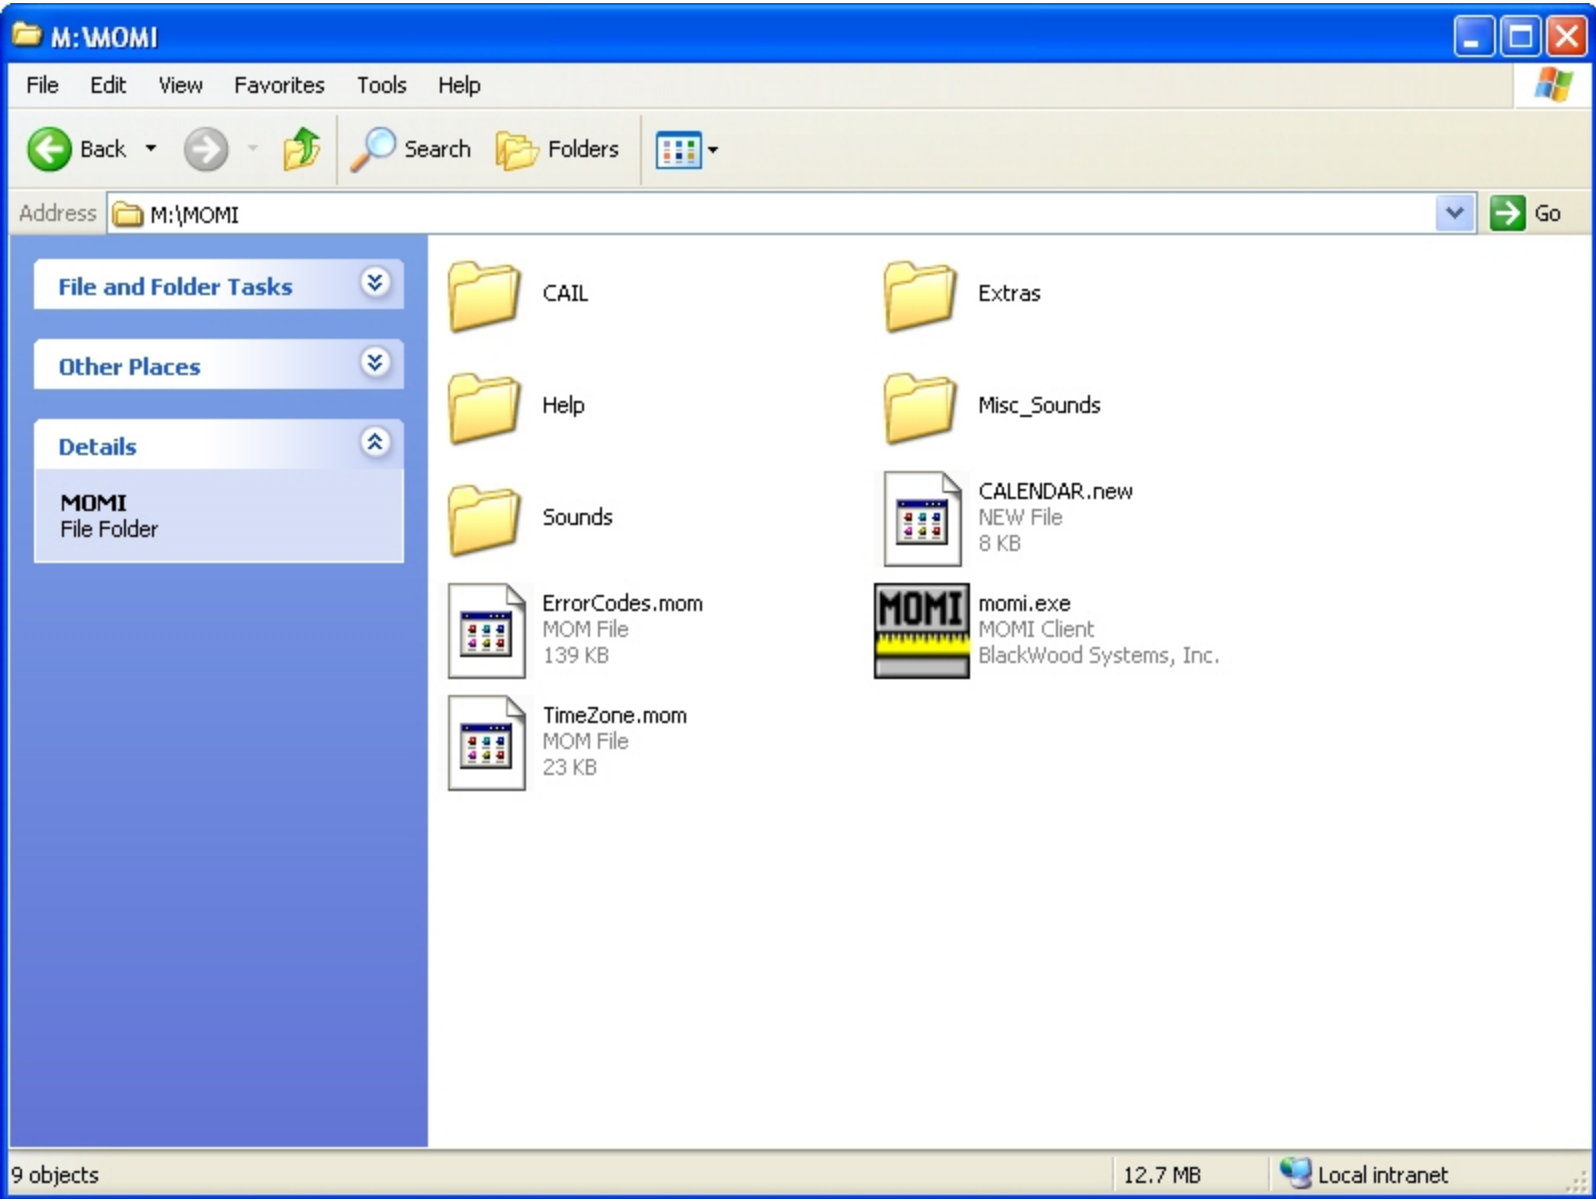 M:\MOMI
File Edit View Favorites Tools Help
Back Search Folders
Address M:\MOMI Go
File and Folder Tasks
Other Places
Details
MOMI
File Folder
CAIL
Extras
Help
Misc_Sounds
Sounds
CALENDAR.new
NEW File
8 KB
ErrorCodes.mom
MOM File
139 KB
MOMI
momi.exe
MOMI Client
BlackWood Systems, Inc.
TimeZone.mom
MOM File
23 KB
9 objects 12.7 MB Local intranet